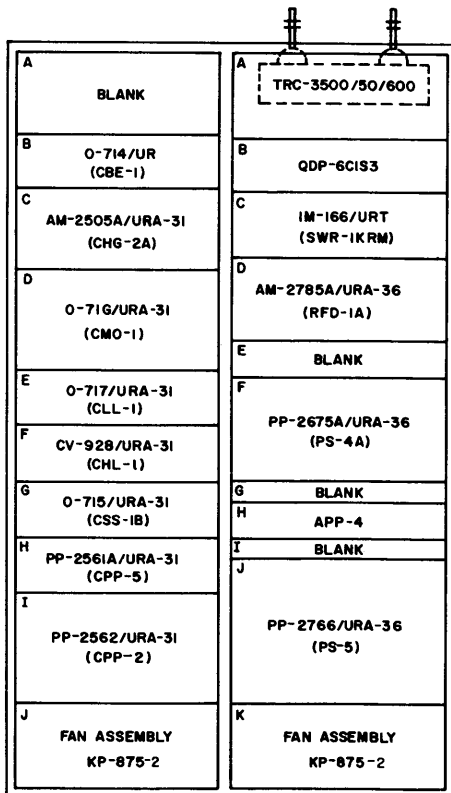 A
BLANK
B
O-714/UR
(CBE-1)
C
AM-2505A/URA-31
(CHG-2A)
D
O-71G/URA-31
(CMO-1)
E
O-717/URA-31
(CLL-1)
F
CV-928/URA-31
(CHL-1)
G
O-715/URA-31
(CSS-1B)
H
PP-2561A/URA-31
(CPP-5)
I
PP-2562/URA-31
(CPP-2)
J
FAN ASSEMBLY
KP-875-2
A
TRC-3500/50/600
B
QDP-6CIS3
C
IM-166/URT
(SWR-1KRM)
D
AM-2785A/URA-36
(RFD-1A)
E
BLANK
F
PP-2675A/URA-36
(PS-4A)
G
BLANK
H
APP-4
I
BLANK
J
PP-2766/URA-36
(PS-5)
K
FAN ASSEMBLY
KP-875-2